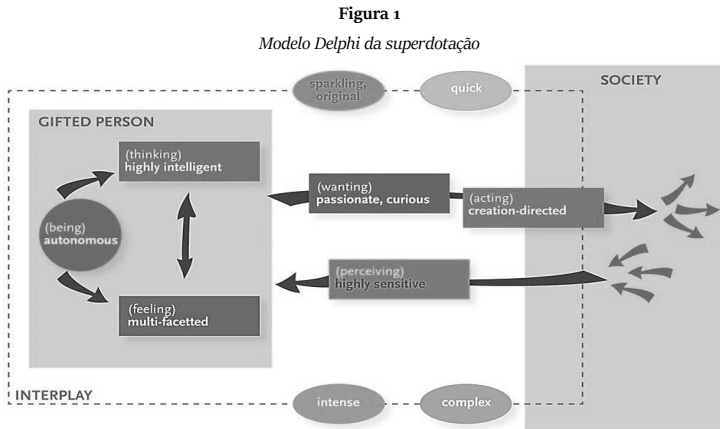 Figura 1
Modelo Delphi da superdotação
sparkling,
original
quick
SOCIETY
GIFTED PERSON
(thinking)
highly intelligent
(wanting)
passionate, curious
(acting)
creation-directed
(being)
autonomous
(perceiving)
highly sensitive
(feeling)
multi-facetted
INTERPLAY
intense
complex